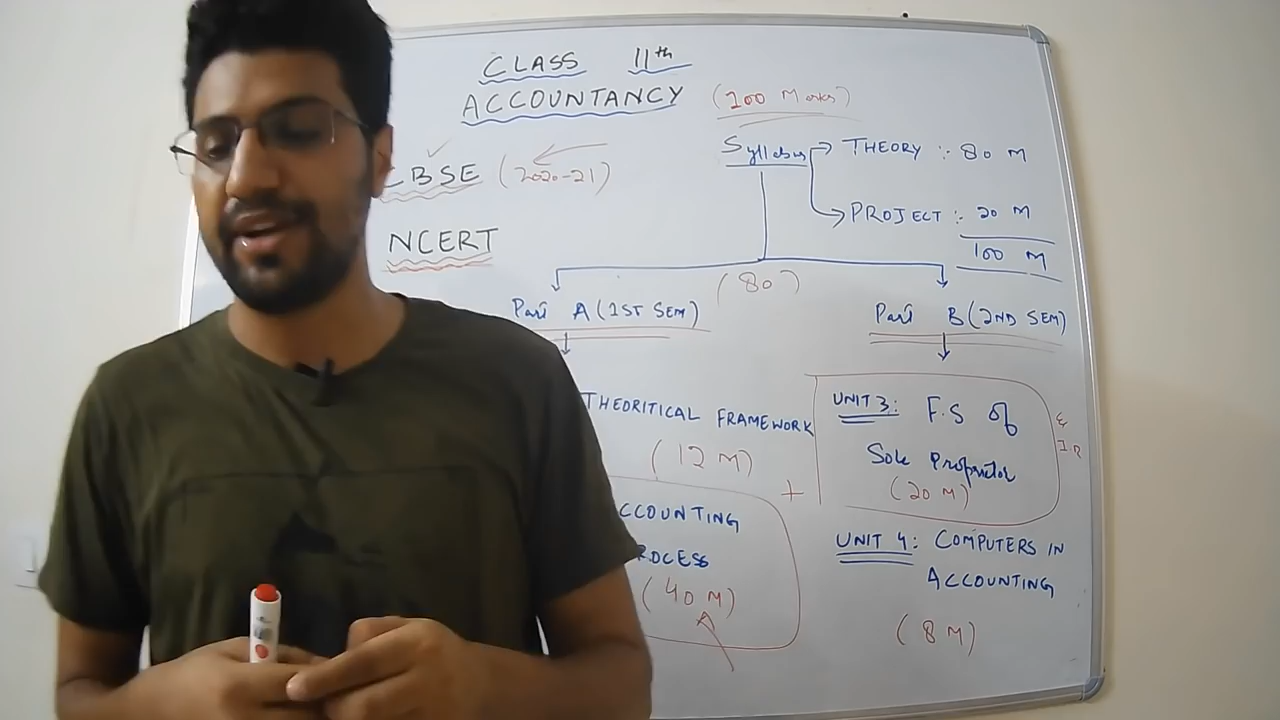 CLASS 11th
ACCOUNTANCY (100 Marks)
CBSE (2020-21)
NCERT
Syllabus
THEORY : 80 M
PROJECT : 20 M
100 M
(80)
Part A (1ST SEM)
THEORITICAL FRAMEWORK
(12 M)
CCOUNTING
ROCESS
(40 M)
+
Part B (2ND SEM)
UNIT 3: F.S of
Sole Proprietor
(20 M)
& I R
UNIT 4: COMPUTERS IN
ACCOUNTING
(8 M)